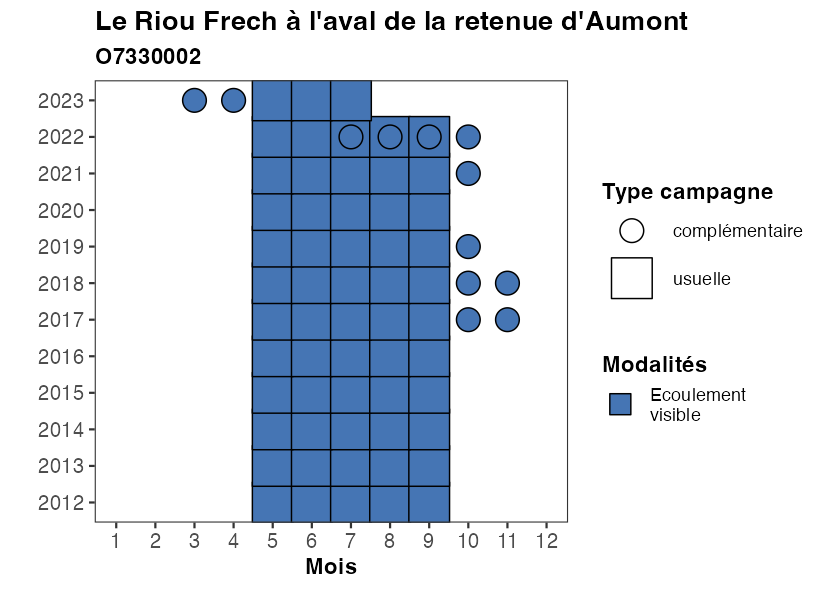 Le Riou Frech à l'aval de la retenue d'Aumont
O7330002
2023
2022
2021
2020
2019
2018
2017
2016
2015
2014
2013
2012
1 2 3 4 5 6 7 8 9 10 11 12
Mois
Type campagne
complémentaire
usuelle
Modalités
Ecoulement
visible